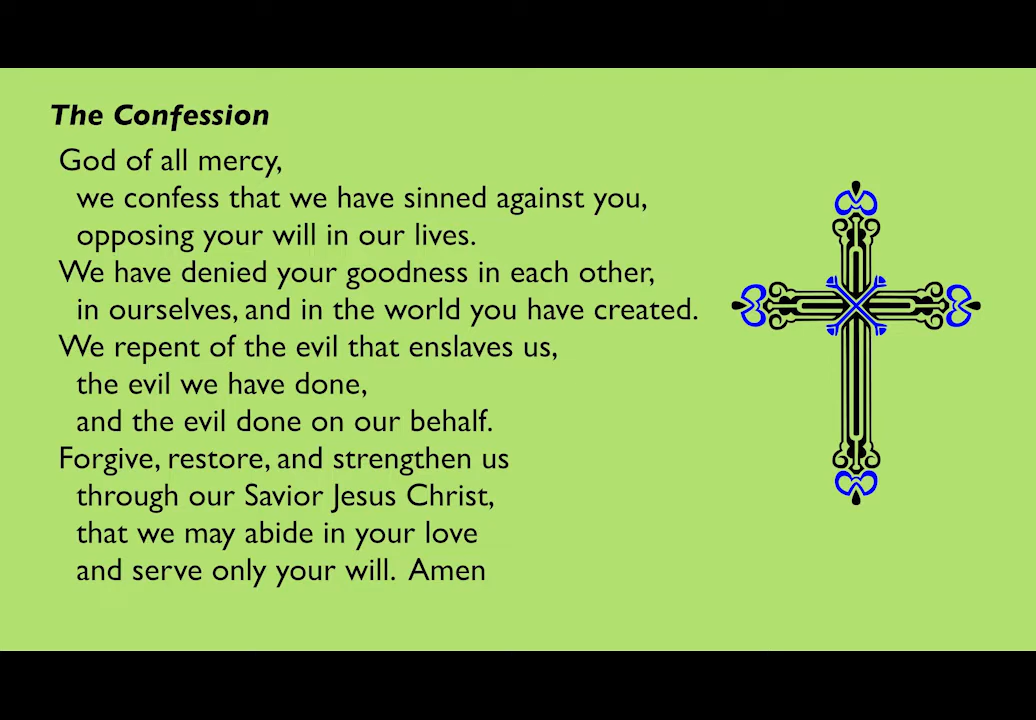 The Confession
God of all mercy,
we confess that we have sinned against you,
opposing your will in our lives.
We have denied your goodness in each other,
in ourselves, and in the world you have created.
We repent of the evil that enslaves us,
the evil we have done,
and the evil done on our behalf.
Forgive, restore, and strengthen us
through our Savior Jesus Christ,
that we may abide in your love
and serve only your will. Amen